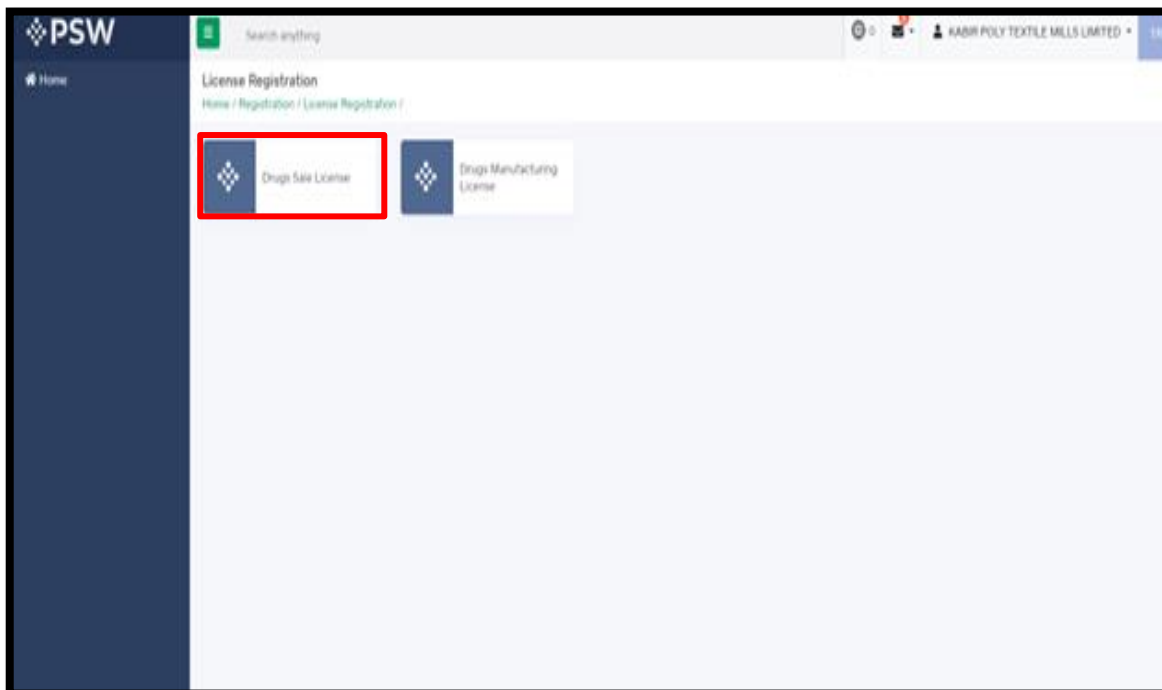 PSW
Search anything
0
KABIR POLY TEXTILE MILLS LIMITED
Home
License Registration
Home / Registration / License Registration /
Drugs Sale License
Drugs Manufacturing
License